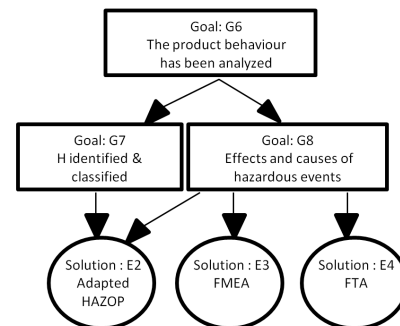 Goal: G6
The product behaviour
has been analyzed
Goal: G7
H identified &
classified
Goal: G8
Effects and causes of
hazardous events
Solution : E2
Adapted
HAZOP
Solution : E3
FMEA
Solution : E4
FTA